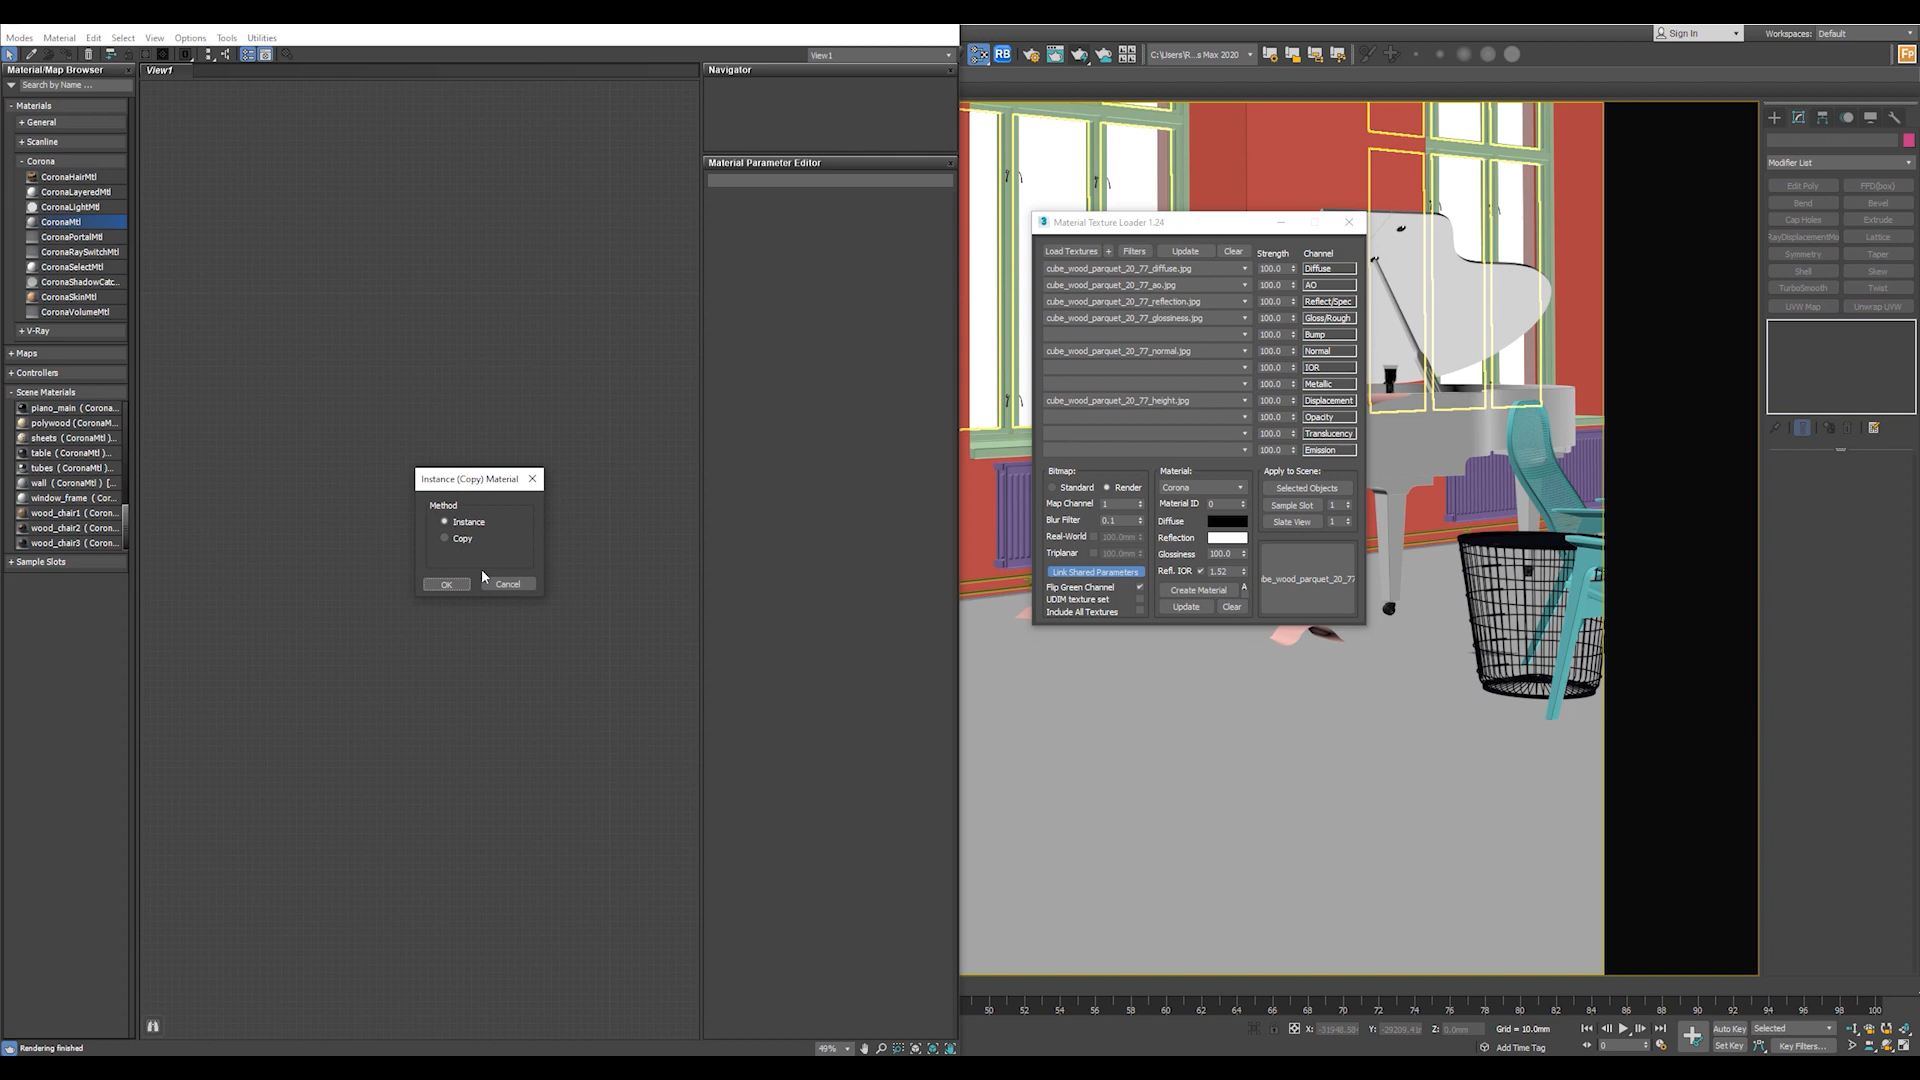 Modes Material Edit Select View Options Tools Utilities
Sign In
Workspaces: Default
View1
C:\Users\R...s Max 2020
RB
Fp
Material/Map Browser
View1
Navigator
Search by Name ...
- Materials
+ General
+ Scanline
- Corona
CoronaHairMtl
CoronaLayeredMtl
CoronaLightMtl
CoronaMtl
CoronaPortalMtl
CoronaRaySwitchMtl
CoronaSelectMtl
CoronaShadowCatc...
CoronaSkinMtl
CoronaVolumeMtl
+ V-Ray
+ Maps
+ Controllers
- Scene Materials
piano_main ( Corona...
polywood ( CoronaM...
sheets ( CoronaMtl )...
table ( CoronaMtl )...
tubes ( CoronaMtl )...
wall ( CoronaMtl ) [...
window_frame ( Cor...
wood_chair1 ( Coron...
wood_chair2 ( Coron...
wood_chair3 ( Coron...
+ Sample Slots
Material Parameter Editor
Instance (Copy) Material
Method
Instance
Copy
OK
Cancel
Material Texture Loader 1.24
Load Textures + Filters Update Clear Strength Channel
cube_wood_parquet_20_77_diffuse.jpg 100.0 Diffuse
cube_wood_parquet_20_77_ao.jpg 100.0 AO
cube_wood_parquet_20_77_reflection.jpg 100.0 Reflect/Spec
cube_wood_parquet_20_77_glossiness.jpg 100.0 Gloss/Rough
100.0 Bump
cube_wood_parquet_20_77_normal.jpg 100.0 Normal
100.0 IOR
100.0 Metallic
cube_wood_parquet_20_77_height.jpg 100.0 Displacement
100.0 Opacity
100.0 Translucency
100.0 Emission
Bitmap:
Standard Render
Map Channel 1
Blur Filter 0.1
Real-World 100.0mm
Triplanar 100.0mm
Link Shared Parameters
Flip Green Channel
UDIM texture set
Include All Textures
Material:
Corona
Material ID 0
Diffuse
Reflection
Glossiness 100.0
Refl. IOR 1.52
Create Material A
Update Clear
Apply to Scene:
Selected Objects
Sample Slot 1
Slate View 1
be_wood_parquet_20_77
Modifier List
Edit Poly FPD(box)
Bend Bevel
Cap Holes Extrude
RayDisplacementMo Lattice
Symmetry Taper
Shell Skew
TurboSmooth Twist
UVW Map Unwrap UVW
50 52 54 56 58 60 62 64 66 68 70 72 74 76 78 80 82 84 86 88 90 92 94 96 98 100
X: Y: Z: 0.0mm Grid = 10.0mm
Auto Key Selected
Add Time Tag
0
Set Key Key Filters...
Rendering finished
49%